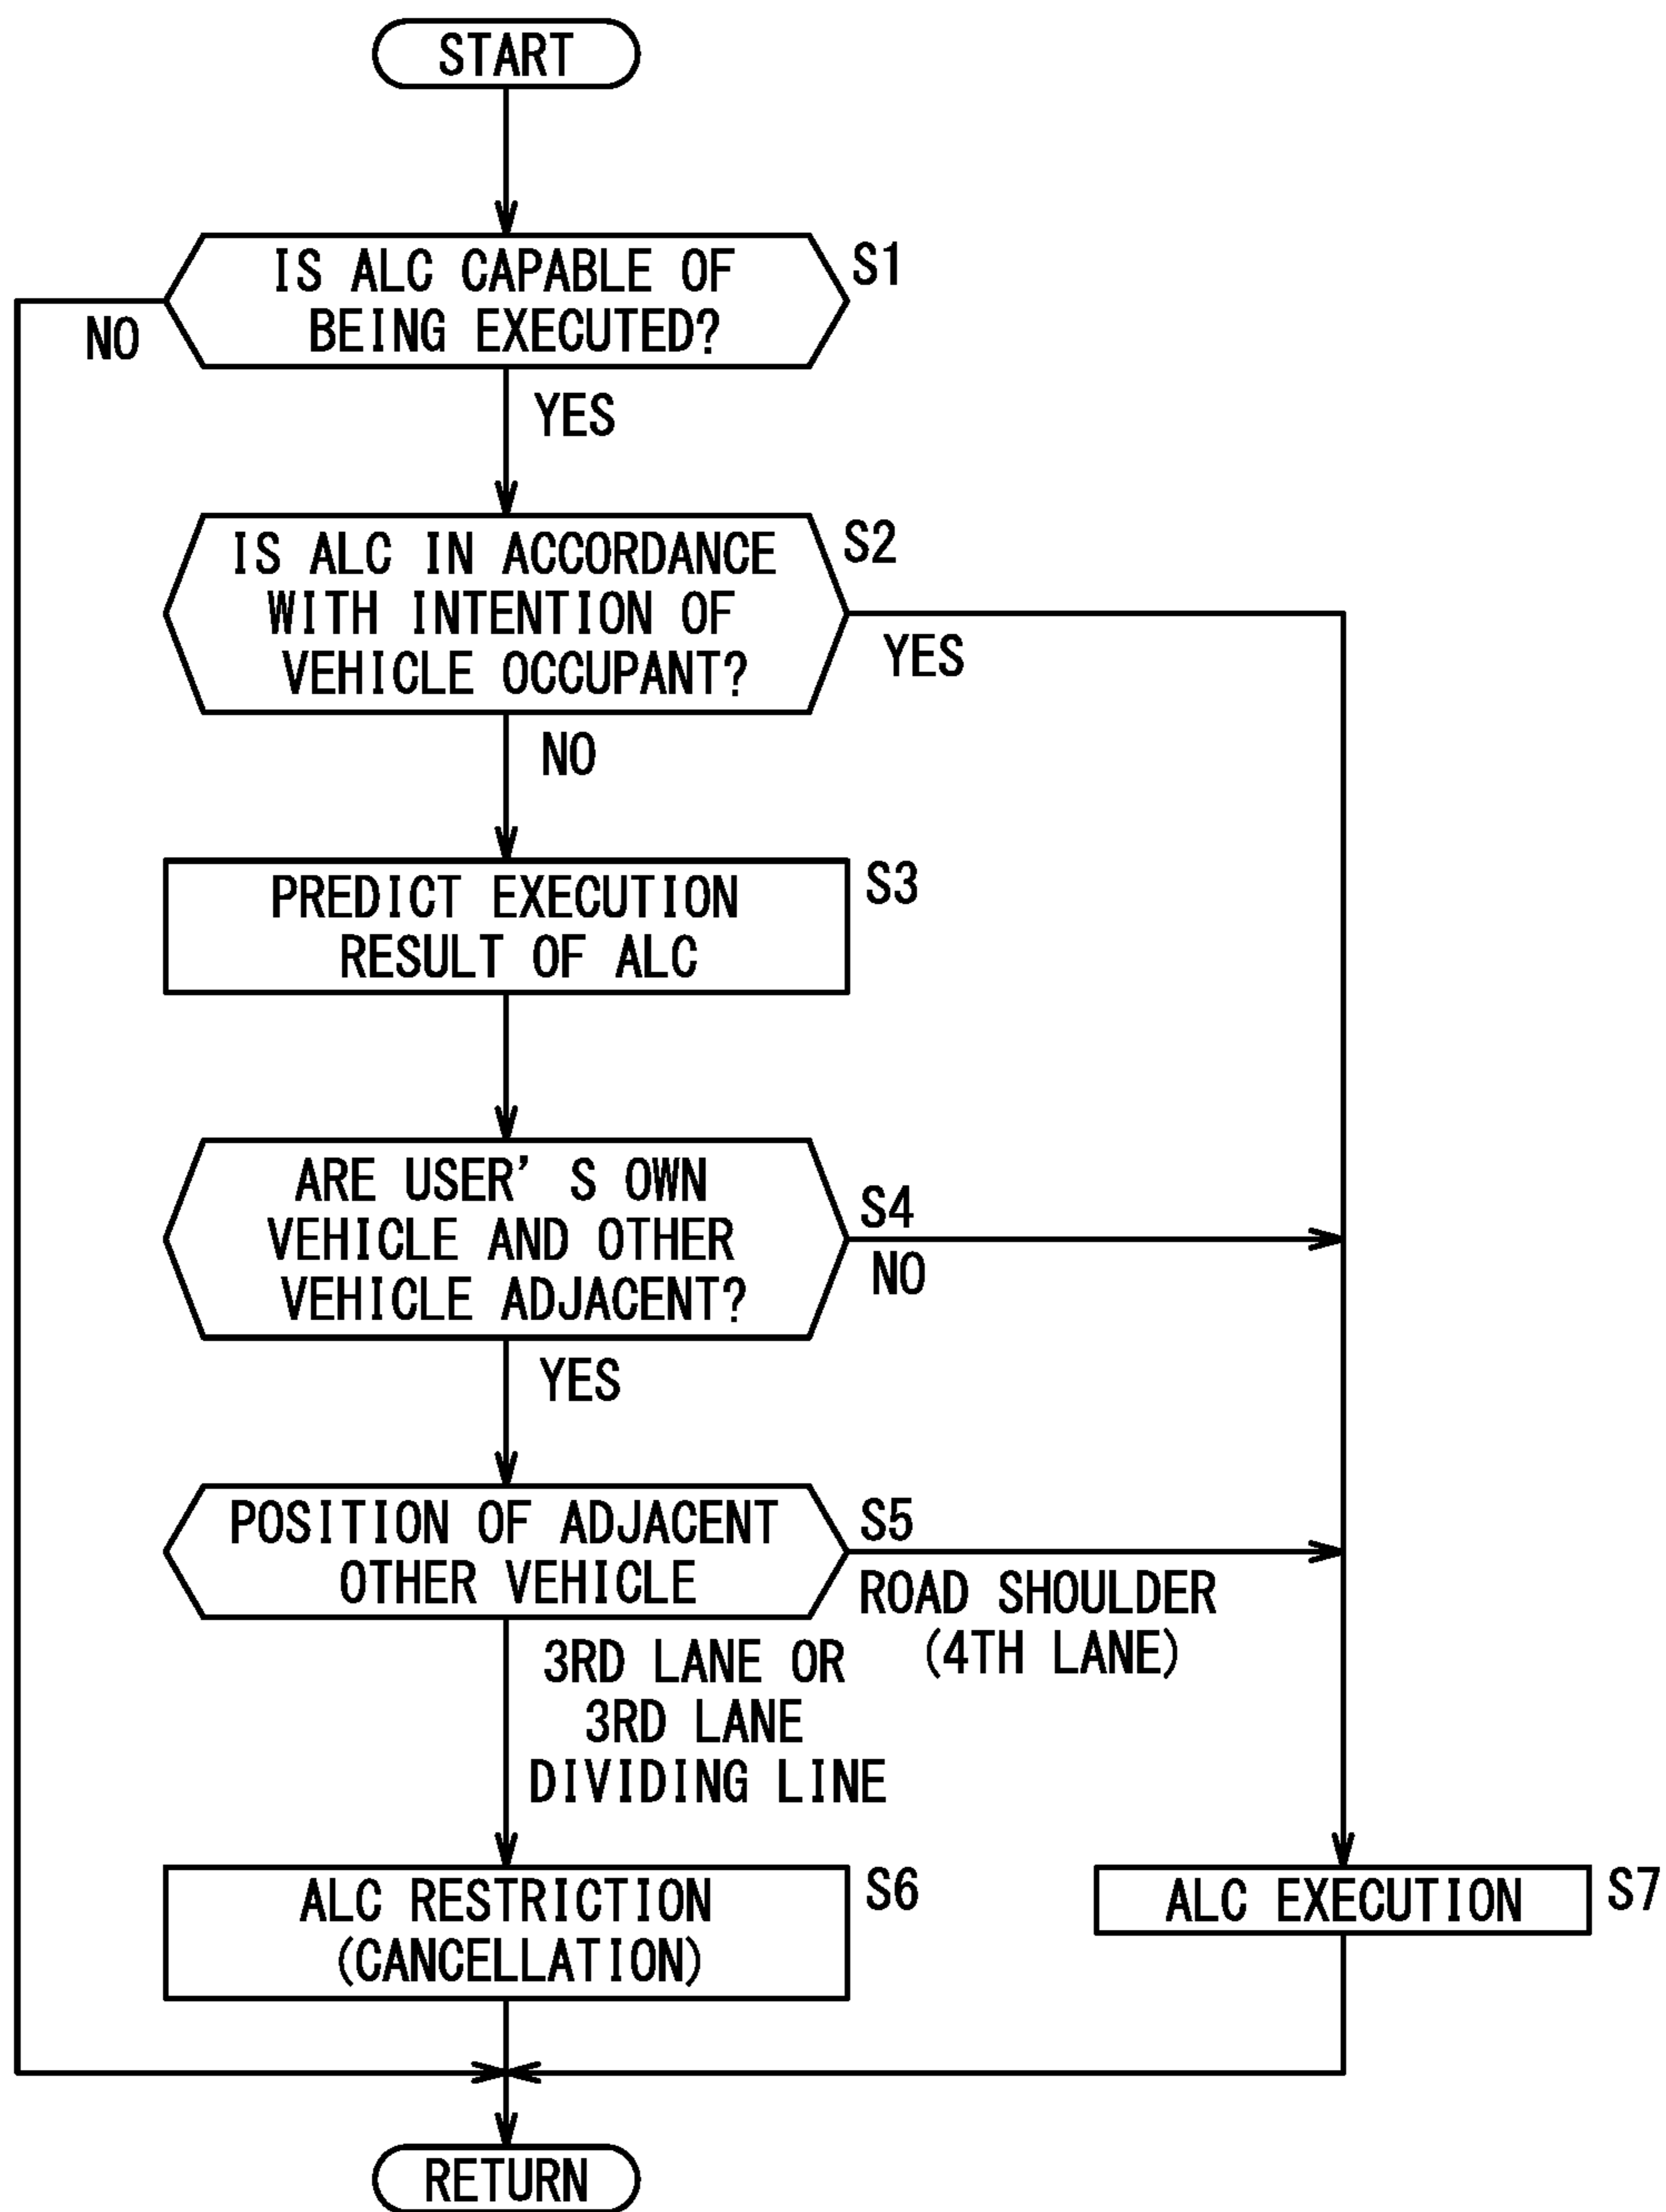 START
IS ALC CAPABLE OF
BEING EXECUTED?
S1
NO
YES
IS ALC IN ACCORDANCE
WITH INTENTION OF
VEHICLE OCCUPANT?
S2
YES
NO
PREDICT EXECUTION
RESULT OF ALC
S3
ARE USER'S OWN
VEHICLE AND OTHER
VEHICLE ADJACENT?
S4
NO
YES
POSITION OF ADJACENT
OTHER VEHICLE
S5
ROAD SHOULDER
(4TH LANE)
3RD LANE OR
3RD LANE
DIVIDING LINE
ALC RESTRICTION
(CANCELLATION)
S6
ALC EXECUTION
S7
RETURN